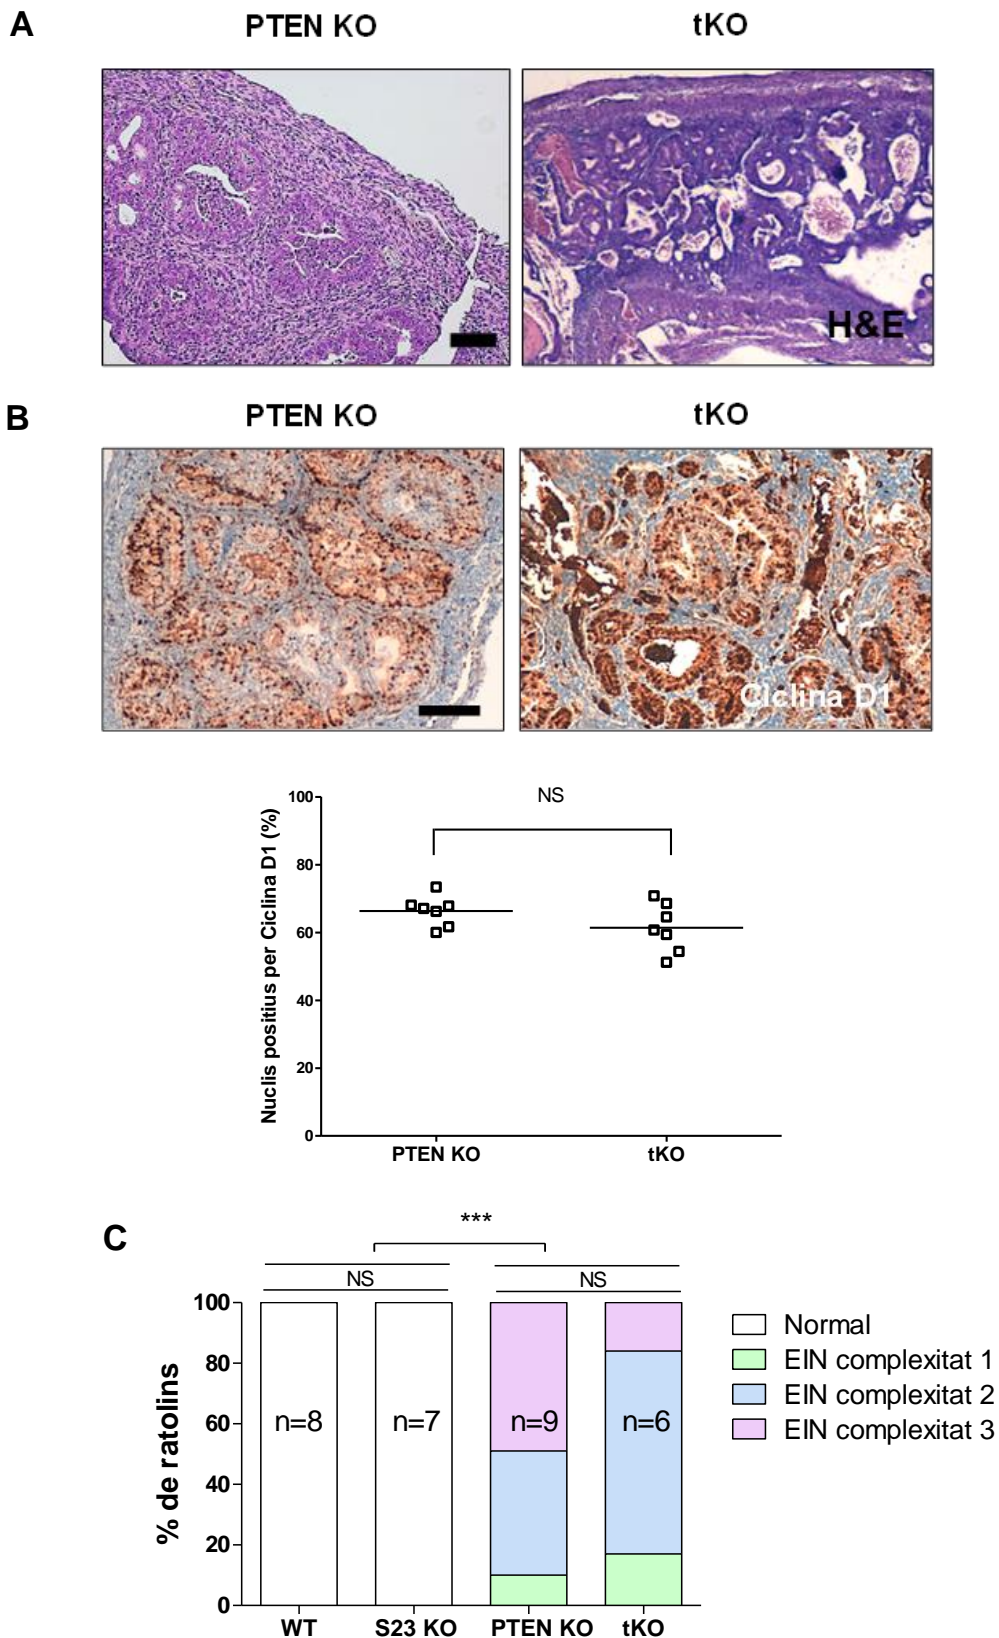 A
PTEN KO
tKO
H&E
B
PTEN KO
tKO
Ciclina D1
NS
Nuclis positius per Ciclina D1 (%)
100
80
60
40
20
0
PTEN KO
tKO
C
***
NS
NS
% de ratolins
100
80
60
40
20
0
n=8
n=7
n=9
n=6
WT
S23 KO
PTEN KO
tKO
Normal
EIN complexitat 1
EIN complexitat 2
EIN complexitat 3